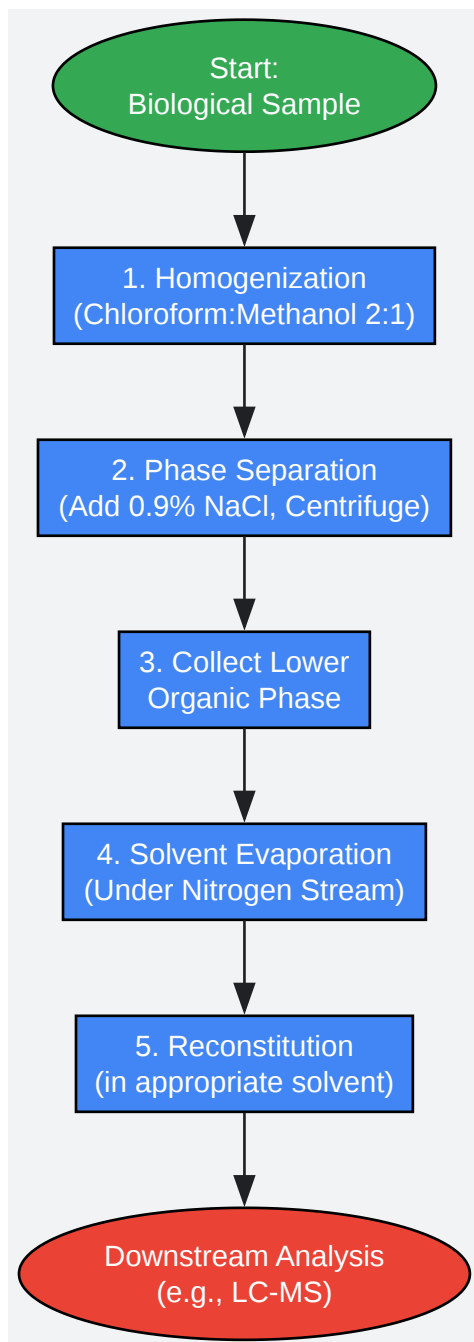 Start:
Biological Sample
1. Homogenization
(Chloroform:Methanol 2:1)
2. Phase Separation
(Add 0.9% NaCl, Centrifuge)
3. Collect Lower
Organic Phase
4. Solvent Evaporation
(Under Nitrogen Stream)
5. Reconstitution
(in appropriate solvent)
Downstream Analysis
(e.g., LC-MS)